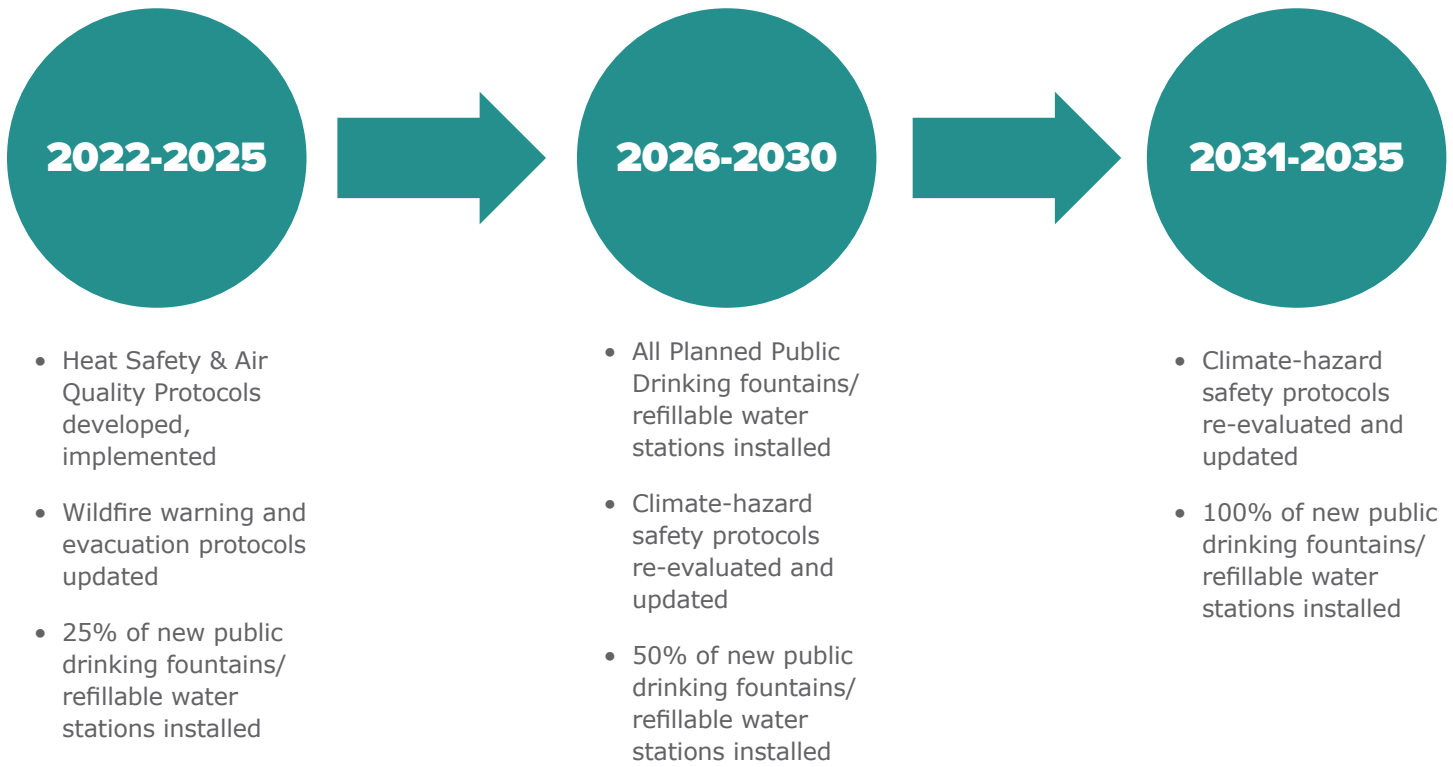 2022-2025
2026-2030
2031-2035
• Heat Safety & Air
Quality Protocols
developed,
implemented
• Wildfire warning and
evacuation protocols
updated
• 25% of new public
drinking fountains/
refillable water
stations installed
• All Planned Public
Drinking fountains/
refillable water
stations installed
• Climate-hazard
safety protocols
re-evaluated and
updated
• 50% of new public
drinking fountains/
refillable water
stations installed
• Climate-hazard
safety protocols
re-evaluated and
updated
• 100% of new public
drinking fountains/
refillable water
stations installed